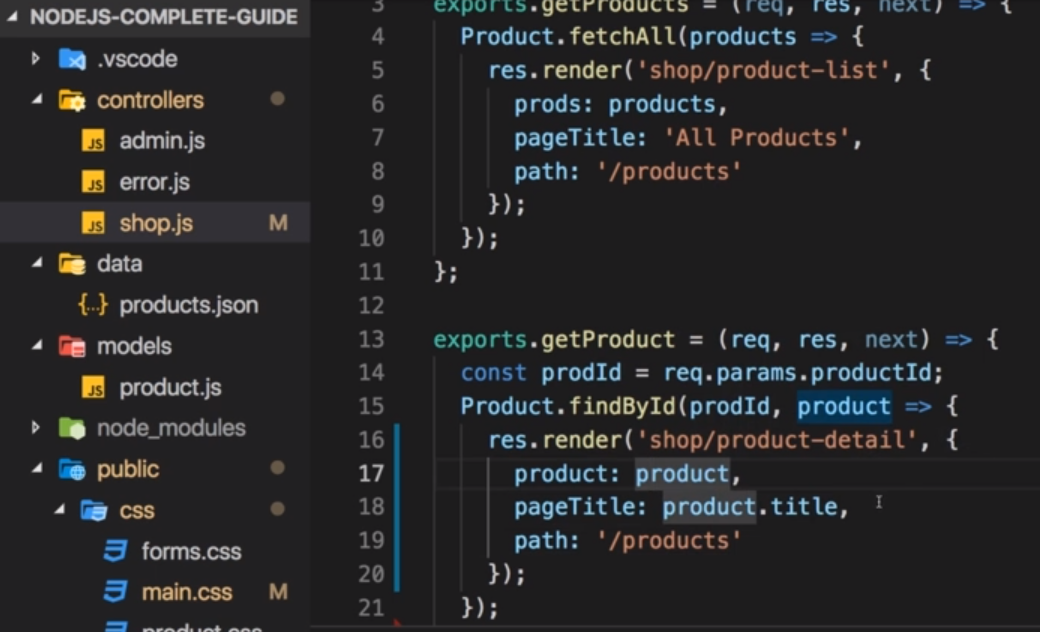 NODEJS-COMPLETE-GUIDE
.vscode
controllers
admin.js
error.js
shop.js M
data
{..} products.json
models
product.js
node_modules
public
css
forms.css
main.css M
product.css
3 exports.getProducts = (req, res, next) => {
4 Product.fetchAll(products => {
5 res.render('shop/product-list', {
6 prods: products,
7 pageTitle: 'All Products',
8 path: '/products'
9 });
10 });
11 };
12
13 exports.getProduct = (req, res, next) => {
14 const prodId = req.params.productId;
15 Product.findById(prodId, product => {
16 res.render('shop/product-detail', {
17 product: product,
18 pageTitle: product.title,
19 path: '/products'
20 });
21 });